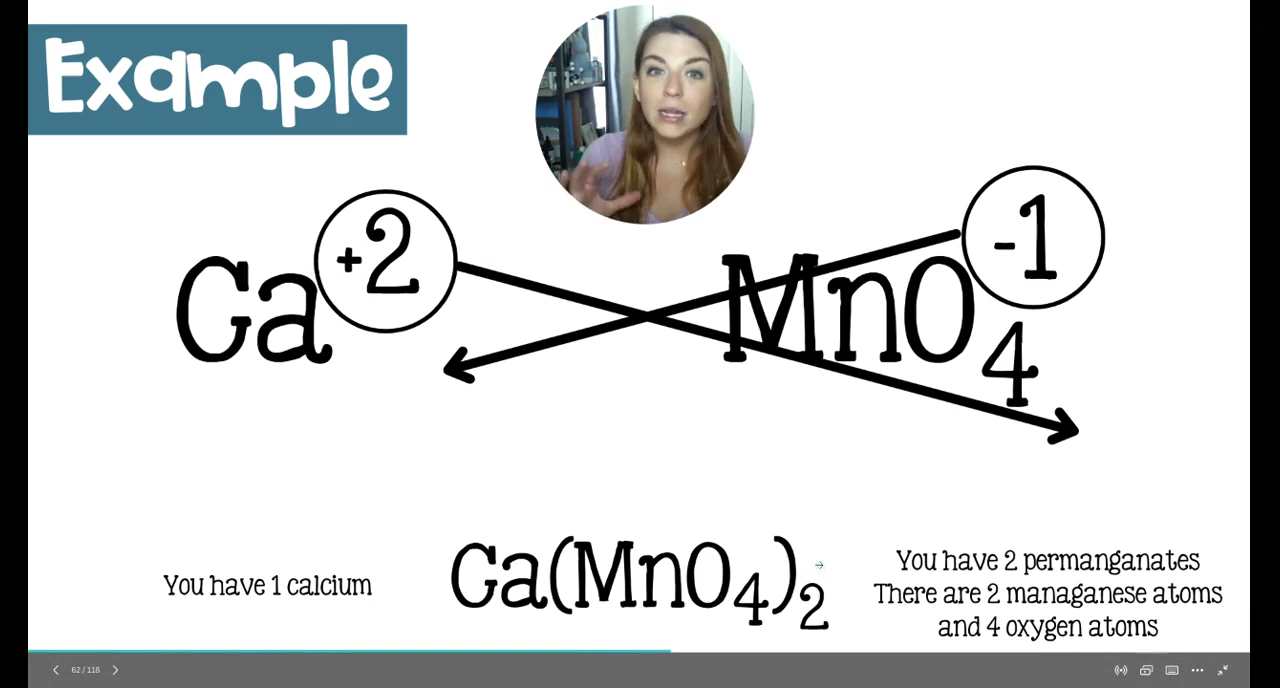 Example
Ca+2 MnO4-1
You have 1 calcium
Ca(MnO4)2
You have 2 permanganates
There are 2 managanese atoms
and 4 oxygen atoms
62 / 118